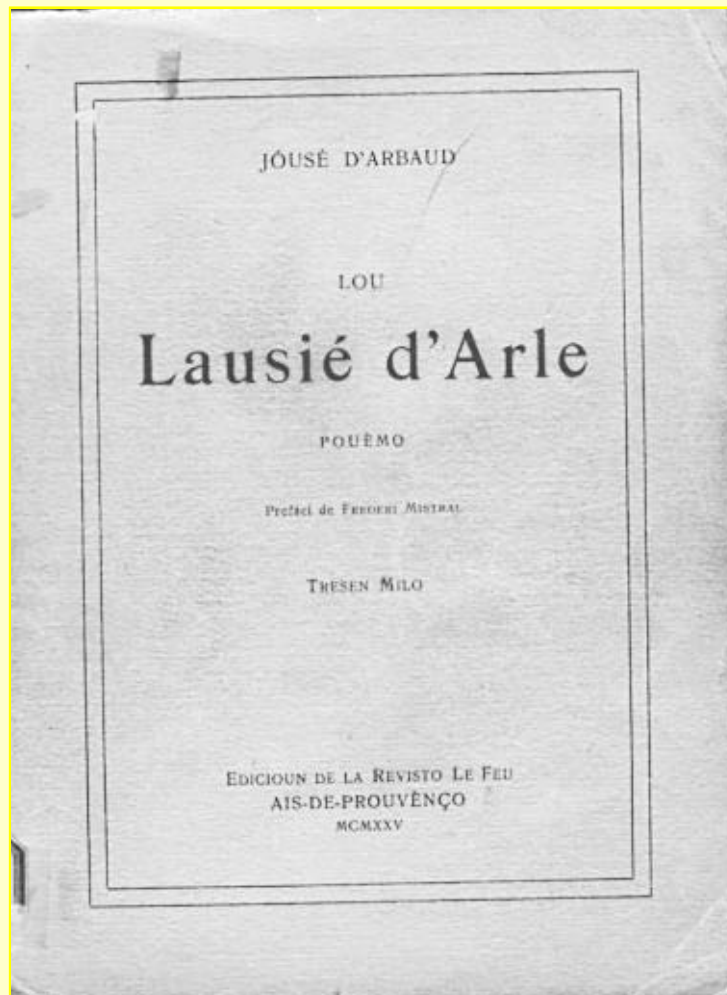 JÓUSÉ D'ARBAUD
LOU
Lausié d'Arle
POUÈMO
Prefàci de FREDERI MISTRAL
TRESEN MILO
EDICIOUN DE LA REVISTO LE FEU
AIS-DE-PROUVÈNÇO
MCMXXV